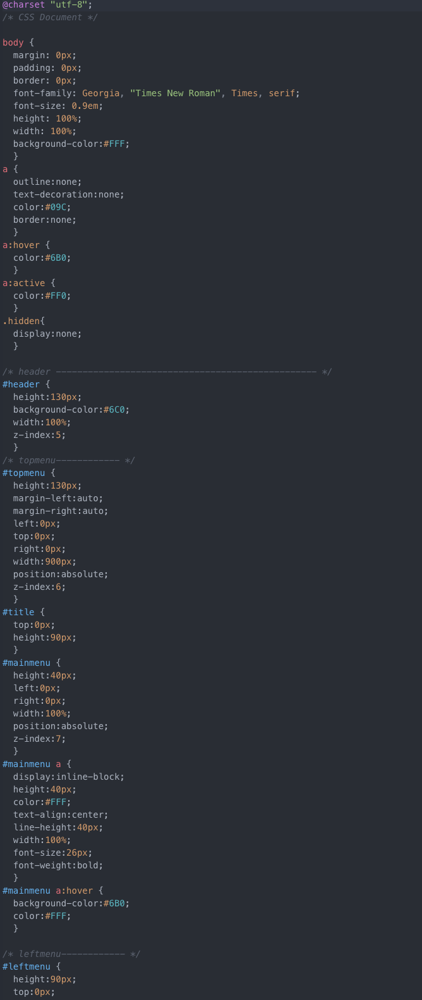 @charset "utf-8";
/* CSS Document */

body {
  margin: 0px;
  padding: 0px;
  border: 0px;
  font-family: Georgia, "Times New Roman", Times, serif;
  font-size: 0.9em;
  height: 100%;
  width: 100%;
  background-color:#FFF;
  }
a {
  outline:none;
  text-decoration:none;
  color:#09C;
  border:none;
  }
a:hover {
  color:#6B0;
  }
a:active {
  color:#FF0;
  }
.hidden{
  display:none;
  }

/* header ------------------------------------------------- */
#header {
  height:130px;
  background-color:#6C0;
  width:100%;
  z-index:5;
  }
/* topmenu------------ */
#topmenu {
  height:130px;
  margin-left:auto;
  margin-right:auto;
  left:0px;
  top:0px;
  right:0px;
  width:900px;
  position:absolute;
  z-index:6;
  }
#title {
  top:0px;
  height:90px;
  }
#mainmenu {
  height:40px;
  left:0px;
  right:0px;
  width:100%;
  position:absolute;
  z-index:7;
  }
#mainmenu a {
  display:inline-block;
  height:40px;
  color:#FFF;
  text-align:center;
  line-height:40px;
  width:100%;
  font-size:26px;
  font-weight:bold;
  }
#mainmenu a:hover {
  background-color:#6B0;
  color:#FFF;
  }

/* leftmenu------------ */
#leftmenu {
  height:90px;
  top:0px;